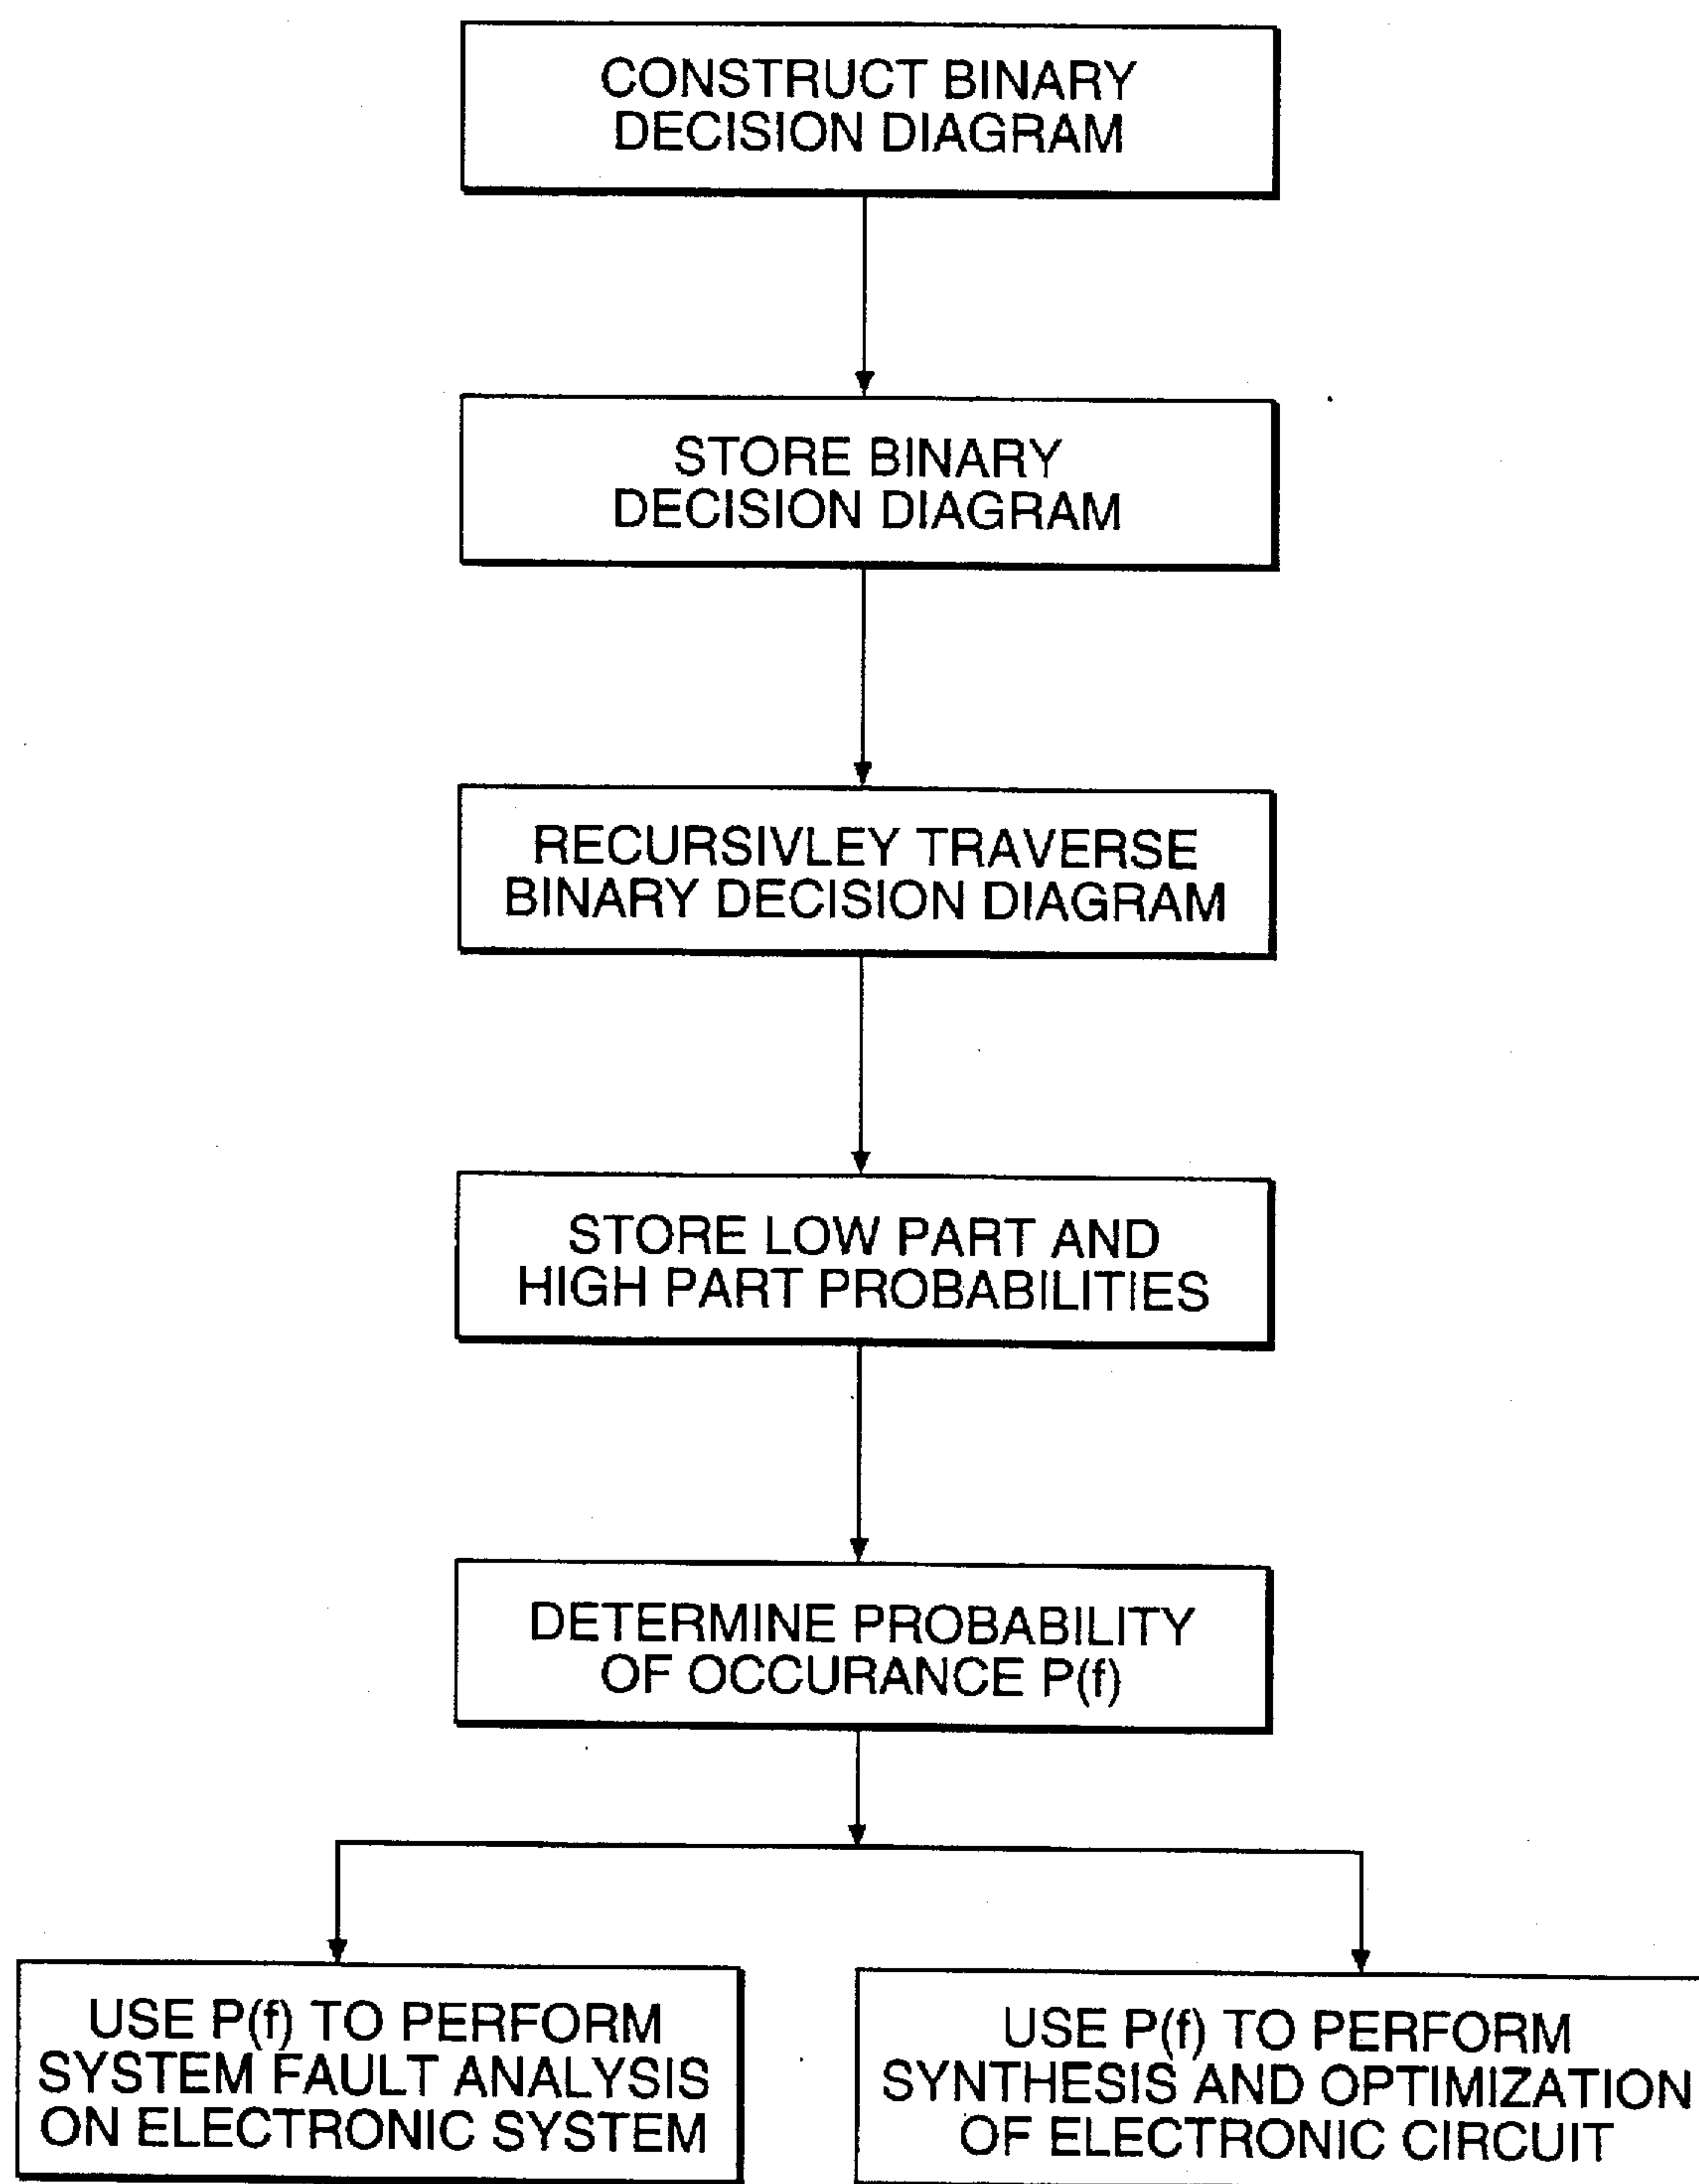 CONSTRUCT BINARY
DECISION DIAGRAM
STORE BINARY
DECISION DIAGRAM
RECURSIVLEY TRAVERSE
BINARY DECISION DIAGRAM
STORE LOW PART AND
HIGH PART PROBABILITIES
DETERMINE PROBABILITY
OF OCCURANCE P(f)
USE P(f) TO PERFORM
SYSTEM FAULT ANALYSIS
ON ELECTRONIC SYSTEM
USE P(f) TO PERFORM
SYNTHESIS AND OPTIMIZATION
OF ELECTRONIC CIRCUIT